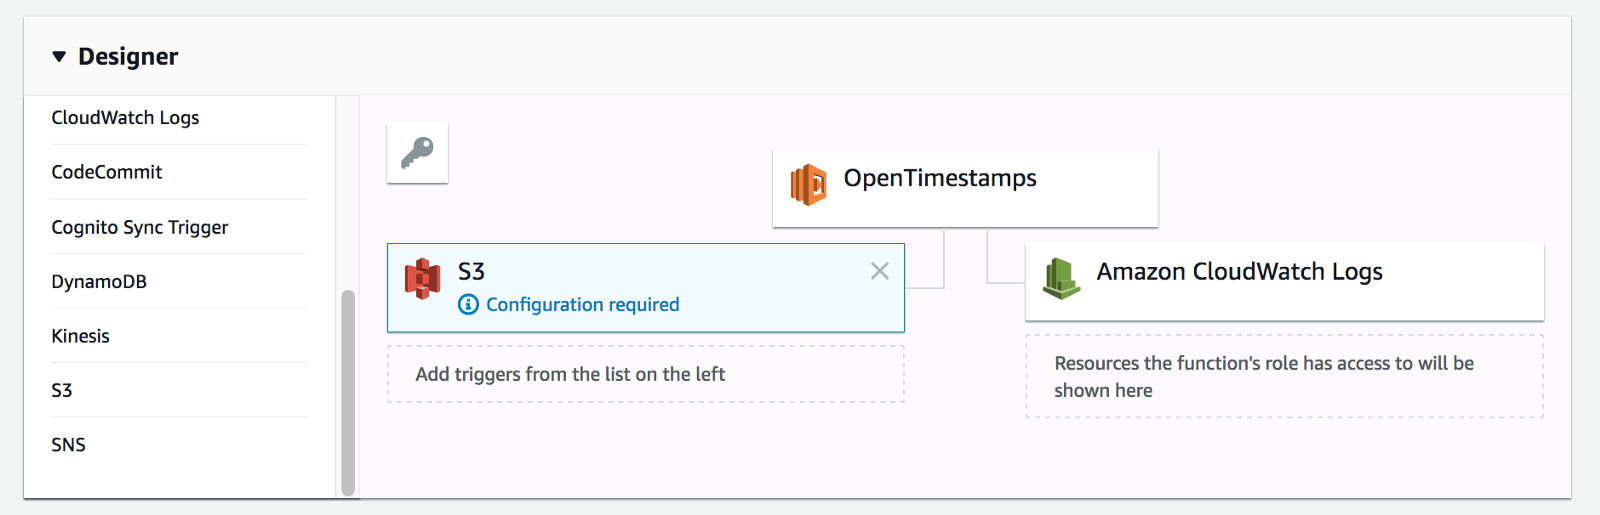 Designer
CloudWatch Logs
CodeCommit
Cognito Sync Trigger
DynamoDB
Kinesis
S3
SNS
OpenTimestamps
S3
Configuration required
Add triggers from the list on the left
Amazon CloudWatch Logs
Resources the function's role has access to will be
shown here